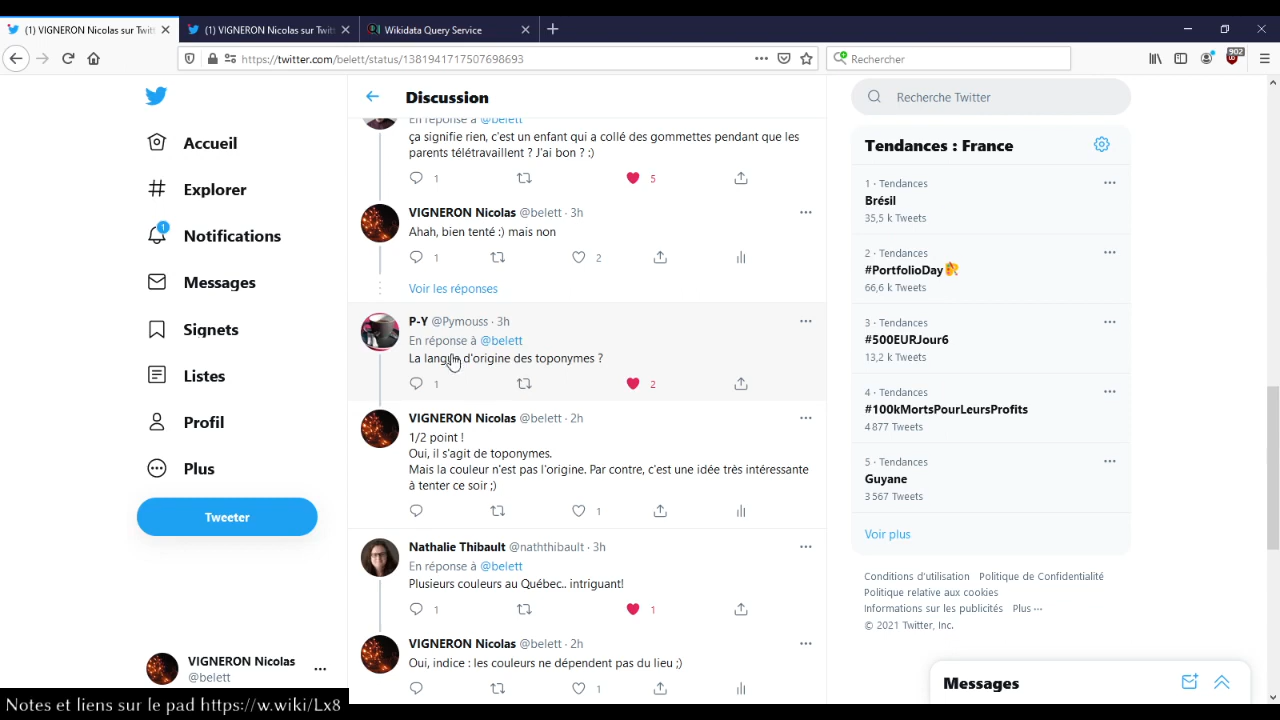 (1) VIGNERON Nicolas sur Twitt
(1) VIGNERON Nicolas sur Twitt
Wikidata Query Service
https://twitter.com/belett/status/1381941717507698693
Rechercher
902
Accueil
Explorer
1
Notifications
Messages
Signets
Listes
Profil
Plus
Tweeter
VIGNERON Nicolas
@belett
Discussion
En réponse à @belett
ça signifie rien, c'est un enfant qui a collé des gommettes pendant que les
parents télétravaillent ? J'ai bon ? :)
1 5
VIGNERON Nicolas @belett · 3h
Ahah, bien tenté :) mais non
1 2
Voir les réponses
P-Y @Pymouss · 3h
En réponse à @belett
La langue d'origine des toponymes ?
1 2
VIGNERON Nicolas @belett · 2h
1/2 point !
Oui, il s'agit de toponymes.
Mais la couleur n'est pas l'origine. Par contre, c'est une idée très intéressante
à tenter ce soir ;)
1
Nathalie Thibault @naththibault · 3h
En réponse à @belett
Plusieurs couleurs au Québec.. intriguant!
1 1
VIGNERON Nicolas @belett · 2h
Oui, indice : les couleurs ne dépendent pas du lieu ;)
1
Recherche Twitter
Tendances : France
1 · Tendances
Brésil
35,5 k Tweets
2 · Tendances
#PortfolioDay
66,6 k Tweets
3 · Tendances
#500EURJour6
13,2 k Tweets
4 · Tendances
#100kMortsPourLeursProfits
4 877 Tweets
5 · Tendances
Guyane
3 567 Tweets
Voir plus
Conditions d'utilisation Politique de Confidentialité
Politique relative aux cookies
Informations sur les publicités Plus ···
© 2021 Twitter, Inc.
Messages
Notes et liens sur le pad https://w.wiki/Lx8